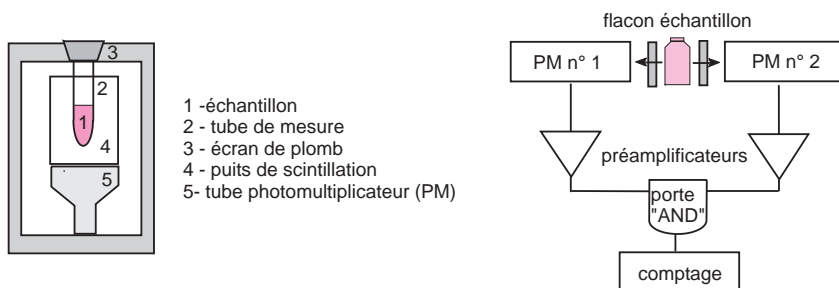 3
2
1
4
5
1 -échantillon
2 - tube de mesure
3 - écran de plomb
4 - puits de scintillation
5- tube photomultiplicateur (PM)
flacon échantillon
PM n° 1
PM n° 2
préamplificateurs
porte
"AND"
comptage